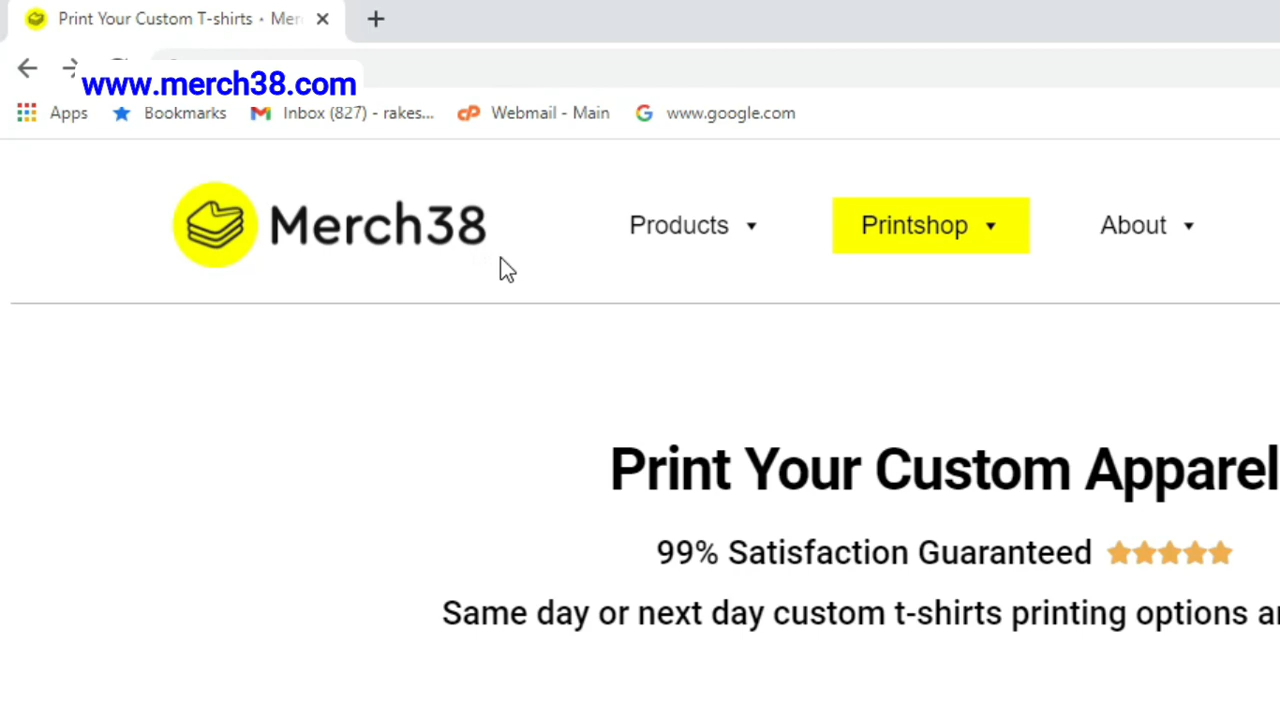 Print Your Custom T-shirts • Mer
www.merch38.com
Apps Bookmarks Inbox (827) - rakes... Webmail - Main www.google.com
Merch38 Products Printshop About
Print Your Custom Apparel
99% Satisfaction Guaranteed
Same day or next day custom t-shirts printing options